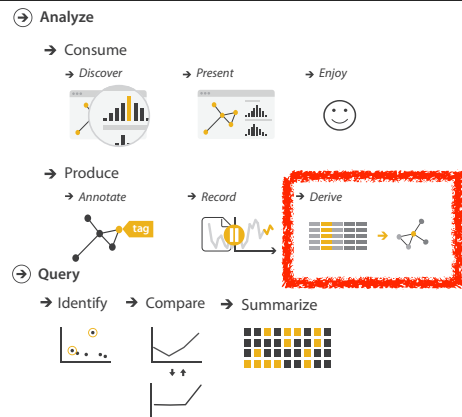 Analyze
Consume
Discover
Present
Enjoy
Produce
Annotate
Record
Derive
tag
Query
Identify
Compare
Summarize